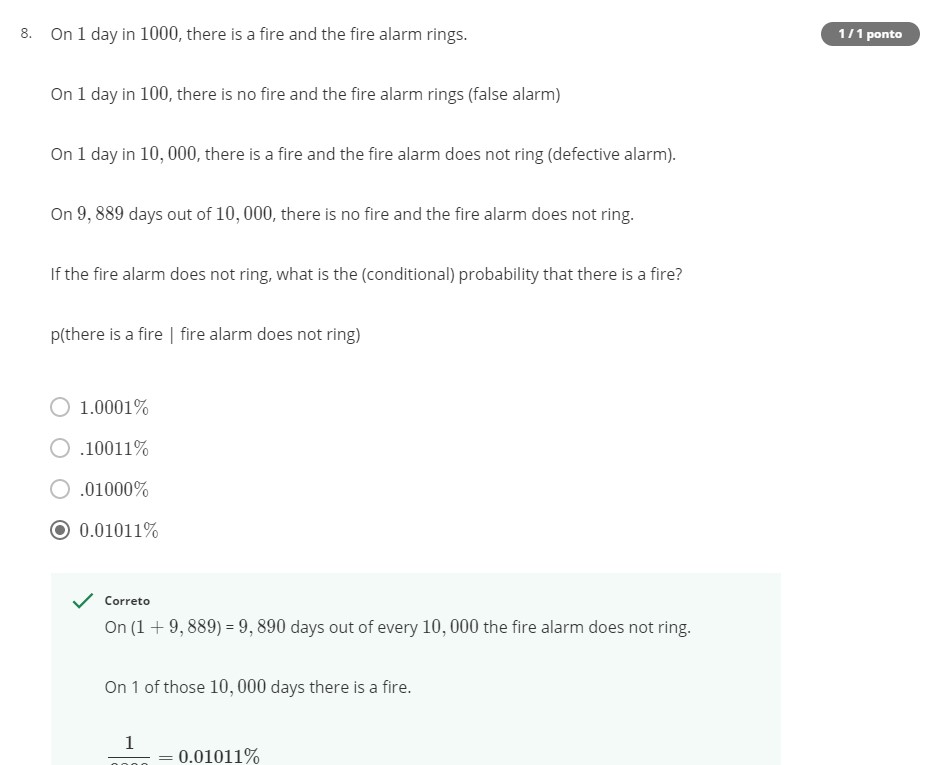 8. On 1 day in 1000, there is a fire and the fire alarm rings.
1 / 1 ponto
On 1 day in 100, there is no fire and the fire alarm rings (false alarm)
On 1 day in 10, 000, there is a fire and the fire alarm does not ring (defective alarm).
On 9, 889 days out of 10, 000, there is no fire and the fire alarm does not ring.
If the fire alarm does not ring, what is the (conditional) probability that there is a fire?
p(there is a fire | fire alarm does not ring)
1.0001%
.10011%
.01000%
0.01011%
Correto
On (1 + 9, 889) = 9, 890 days out of every 10, 000 the fire alarm does not ring.
On 1 of those 10, 000 days there is a fire.
1
= 0.01011%